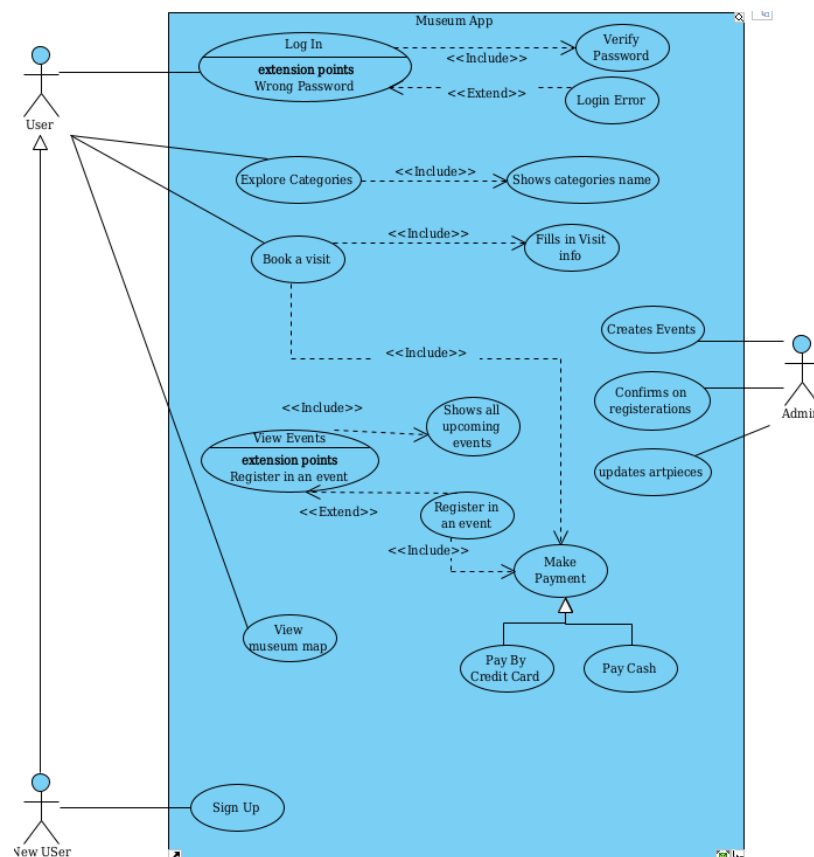 Museum App
Log In
extension points
Wrong Password
<<Include>>
Verify
Password
<<Extend>>
Login Error
User
Explore Categories
<<Include>>
Shows categories name
Book a visit
<<Include>>
Fills in Visit
info
<<Include>>
Creates Events
Confirms on
registerations
Admin
updates artpieces
<<Include>>
Shows all
upcoming
events
View Events
extension points
Register in an event
<<Extend>>
Register in
an event
<<Include>>
Make
Payment
View
museum map
Pay By
Credit Card
Pay Cash
Sign Up
New USer